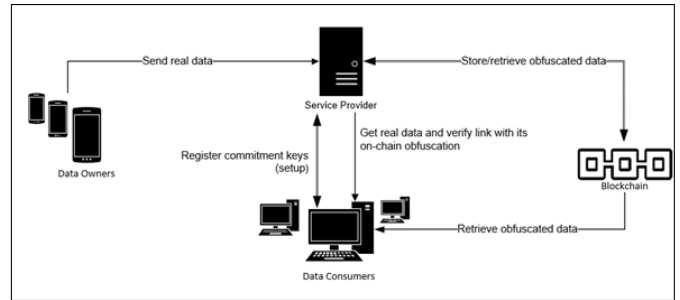 Send real data
Store/retrieve obfuscated data
Service Provider
Get real data and verify link with its
on-chain obfuscation
Register commitment keys
(setup)
Data Owners
Blockchain
Retrieve obfuscated data
Data Consumers